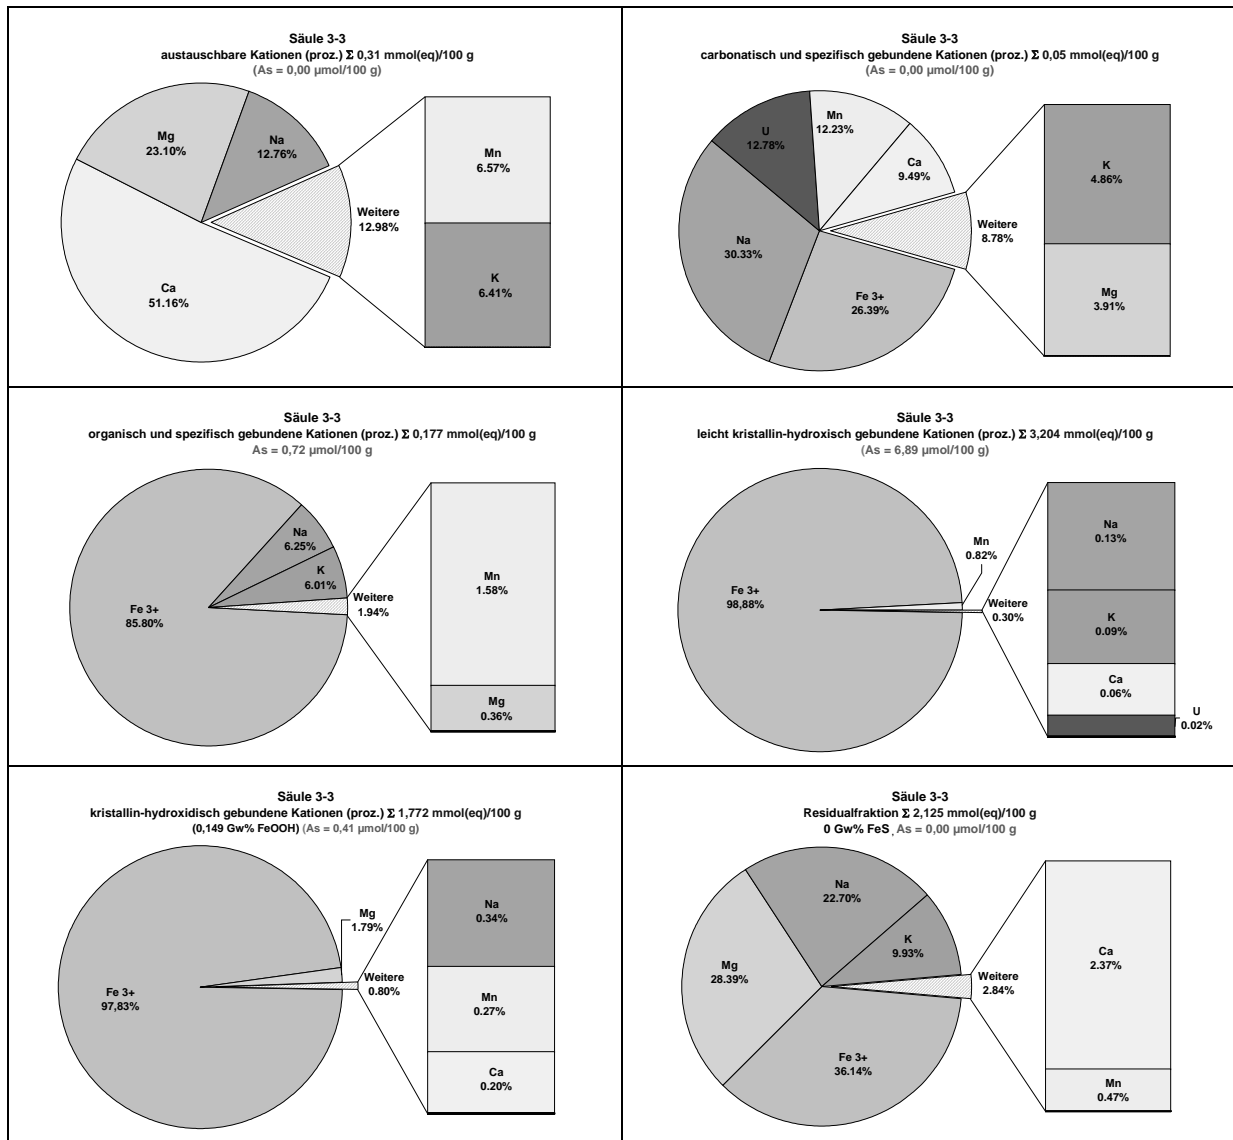 Säule 3-3
austauschbare Kationen (proz.) Σ 0,31 mmol(eq)/100 g
(As = 0,00 µmol/100 g)
Mg
23.10%
Na
12.76%
Mn
6.57%
Weitere
12.98%
Ca
51.16%
K
6.41%
Säule 3-3
carbonatisch und spezifisch gebundene Kationen (proz.) Σ 0,05 mmol(eq)/100 g
(As = 0,00 µmol/100 g)
U
12.78%
Mn
12.23%
Ca
9.49%
K
4.86%
Weitere
8.78%
Na
30.33%
Fe 3+
26.39%
Mg
3.91%
Säule 3-3
organisch und spezifisch gebundene Kationen (proz.) Σ 0,177 mmol(eq)/100 g
As = 0,72 µmol/100 g
Na
6.25%
K
6.01%
Mn
1.58%
Fe 3+
85.80%
Weitere
1.94%
Mg
0.36%
Säule 3-3
leicht kristallin-hydroxisch gebundene Kationen (proz.) Σ 3,204 mmol(eq)/100 g
(As = 6,89 µmol/100 g)
Na
0.13%
Mn
0.82%
Fe 3+
98,88%
Weitere
0.30%
K
0.09%
Ca
0.06%
U
0.02%
Säule 3-3
kristallin-hydroxidisch gebundene Kationen (proz.) Σ 1,772 mmol(eq)/100 g
(0,149 Gw% FeOOH) (As = 0,41 µmol/100 g)
Na
0.34%
Mg
1.79%
Weitere
0.80%
Fe 3+
97,83%
Mn
0.27%
Ca
0.20%
Säule 3-3
Residualfraktion Σ 2,125 mmol(eq)/100 g
0 Gw% FeS , As = 0,00 µmol/100 g
Na
22.70%
K
9.93%
Ca
2.37%
Mg
28.39%
Weitere
2.84%
Fe 3+
36.14%
Mn
0.47%